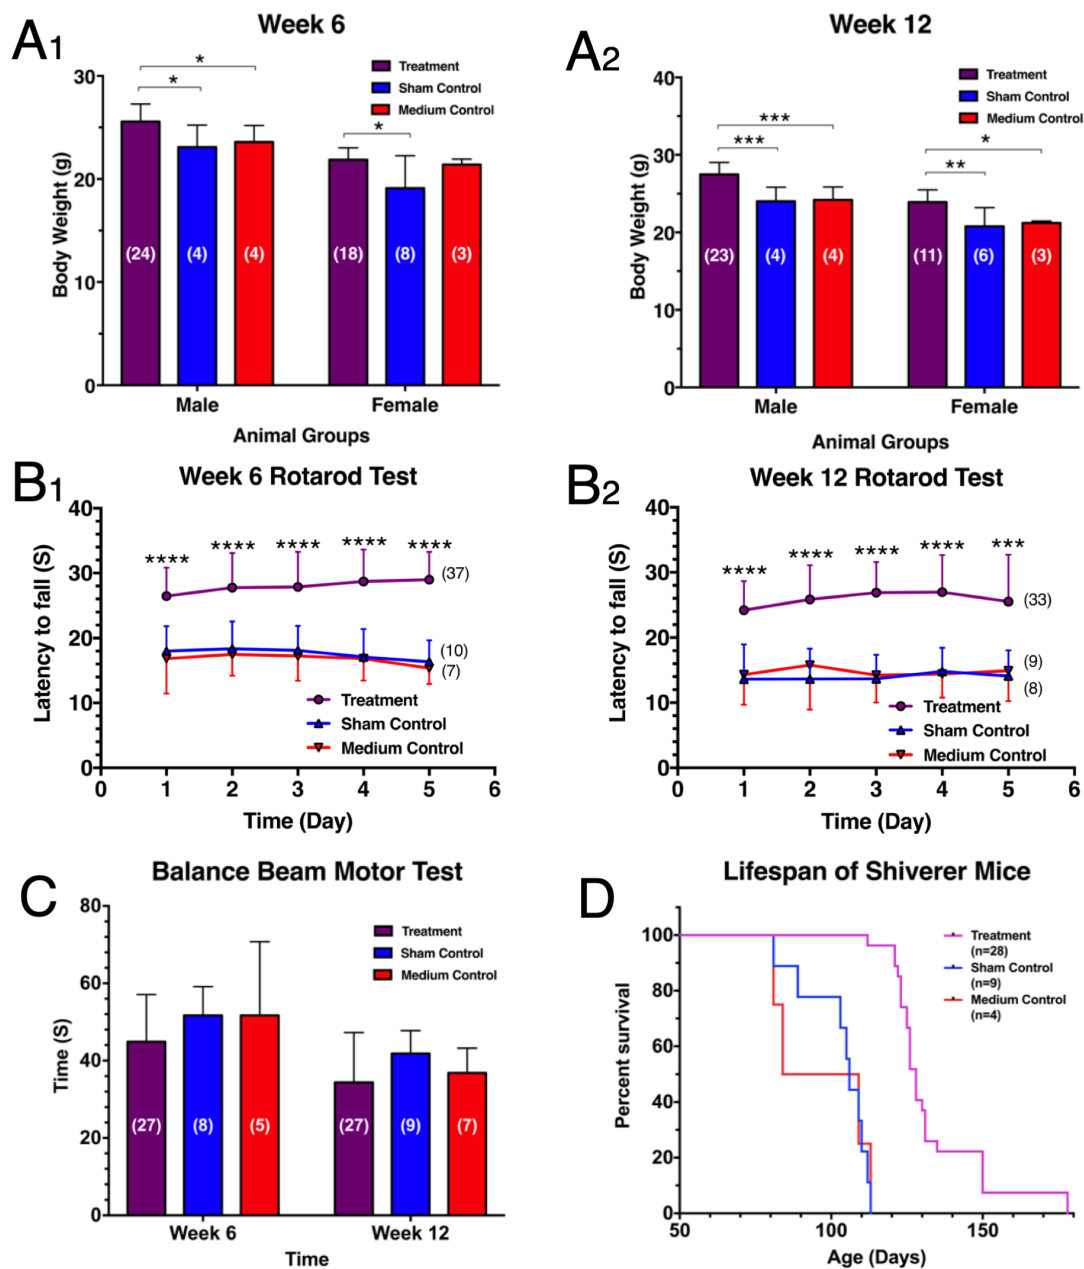 A1
Week 6
Treatment
Sham Control
Medium Control
*
*
*
30
20
10
0
Body Weight (g)
(24)
(4)
(4)
(18)
(8)
(3)
Male
Female
Animal Groups
A2
Week 12
Treatment
Sham Control
Medium Control
***
***
*
**
40
30
20
10
0
Body Weight (g)
(23)
(4)
(4)
(11)
(6)
(3)
Male
Female
Animal Groups
B1
Week 6 Rotarod Test
40
30
20
10
0
Latency to fall (S)
****
****
****
****
****
(37)
(10)
(7)
Treatment
Sham Control
Medium Control
0
1
2
3
4
5
6
Time (Day)
B2
Week 12 Rotarod Test
40
30
20
10
0
Latency to fall (S)
****
****
****
****
***
(33)
(9)
(8)
Treatment
Sham Control
Medium Control
0
1
2
3
4
5
6
Time (Day)
C
Balance Beam Motor Test
80
60
40
20
0
Time (S)
Treatment
Sham Control
Medium Control
(27)
(8)
(5)
(27)
(9)
(7)
Week 6
Week 12
Time
D
Lifespan of Shiverer Mice
100
80
60
40
20
0
Percent survival
Treatment
(n=28)
Sham Control
(n=9)
Medium Control
(n=4)
50
100
150
Age (Days)